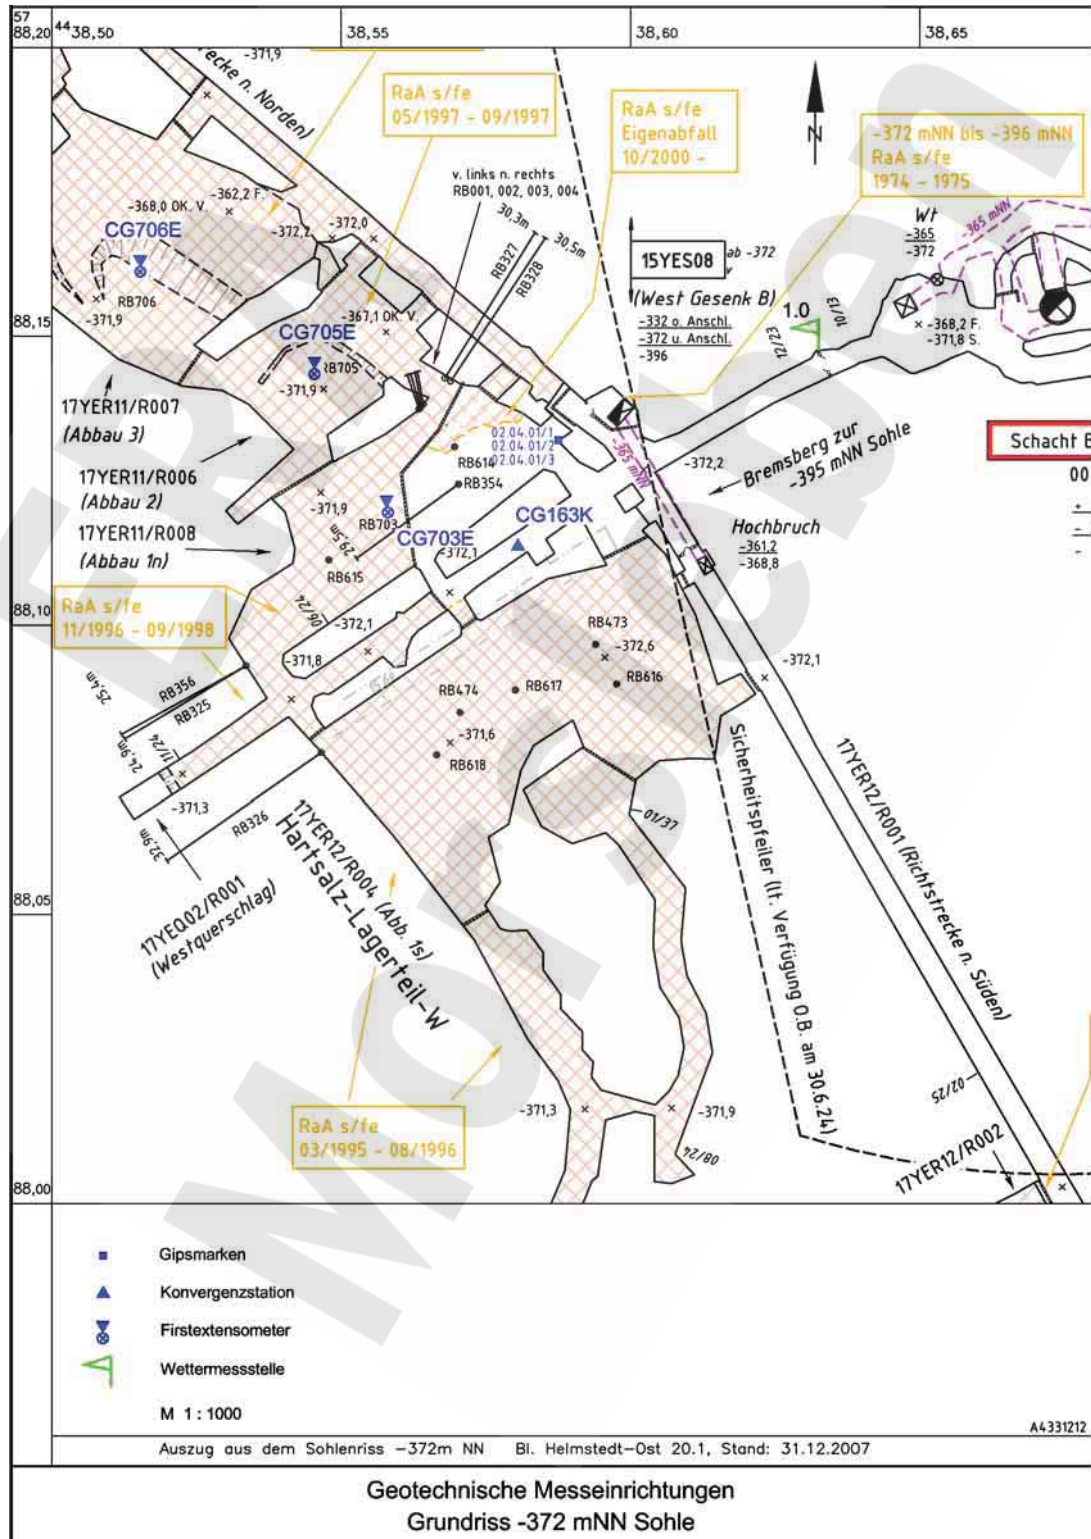 57
88,20
44 38,50
38,55
38,60
38,65
-371,9
recke n. Norden)
RaA s/fe
05/1997 - 09/1997
RaA s/fe
Eigenabfall
10/2000 -
-372 mNN bis -396 mNN
RaA s/fe
1974 - 1975
N
v. links n. rechts
RB001, 002, 003, 004
30,3m
30,5m
RB327
RB328
-362,2 F.
-368,0 OK. V.
-372,2
-372,0
CG706E
RB706
-371,9
-367,1 OK. V.
CG705E
RB705
-371,9
15YES08
ab -372
(West Gesenk B)
-332 o. Anschl.
-372 u. Anschl.
-396
Wt
-365
-372
-365 mNN
1.0
10/13
12/23
-368,2 F.
-371,8 S.
88,15
17YER11/R007
(Abbau 3)
17YER11/R006
(Abbau 2)
17YER11/R008
(Abbau 1n)
02.04.01/1
02.04.01/2
02.04.01/3
RB614
RB354
-365 mNN
-372,2
Bremsberg zur
-395 mNN Sohle
Schacht B
00
-371,9
RB703
CG703E
29,5m
RB615
-372,1
CG163K
Hochbruch
-361,2
-368,8
88,10
RaA s/fe
11/1996 - 09/1998
06/24
-372,1
-371,8
RB473
-372,6
RB616
RB617
RB474
-371,6
RB618
-372,1
25,4m
RB356
RB325
24,9m
11/24
-371,3
32,9m
RB326
17YEQ02/R001
(Westquerschlag)
17YER12/R004 (Abb. 1s)
Hartsalz-Lagerteil-W
01/37
Sicherheitspfeiler (lt. Verfügung O.B. am 30.6.24)
17YER12/R001 (Richtstrecke n. Süden)
88,05
RaA s/fe
03/1995 - 08/1996
-371,3
-371,9
08/24
02/25
17YER12/R002
88,00
Gipsmarken
Konvergenzstation
Firstextensometer
Wettermessstelle
M 1 : 1000
A4331212
Auszug aus dem Sohlenriss -372m NN Bl. Helmstedt-Ost 20.1, Stand: 31.12.2007
Geotechnische Messeinrichtungen
Grundriss -372 mNN Sohle
ERA Morsleben